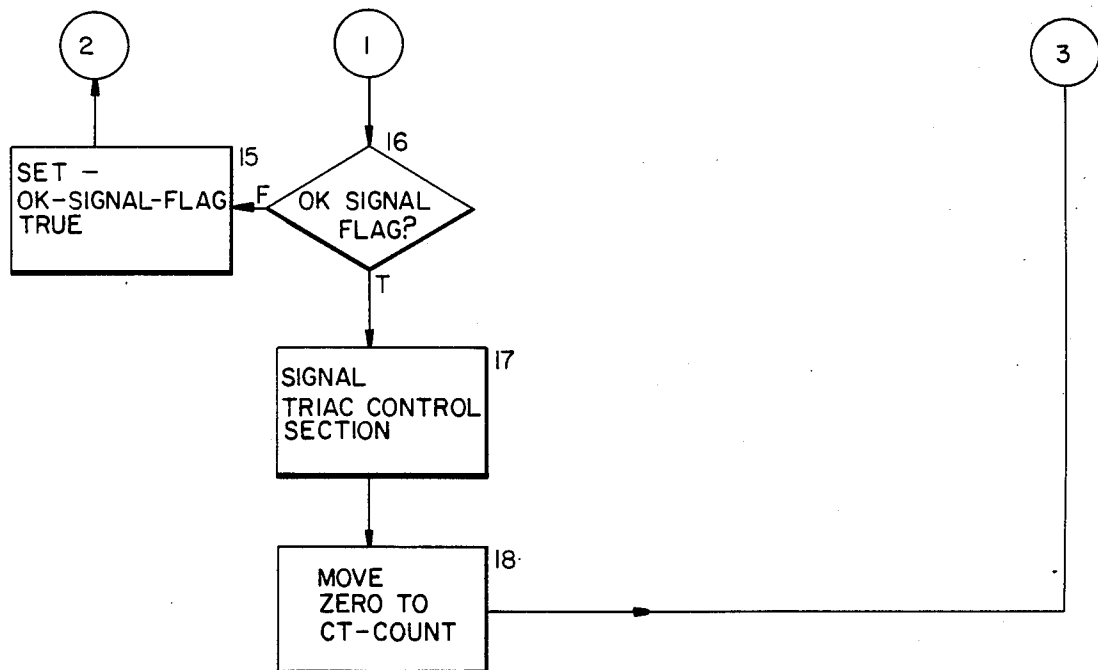 2
1
3
15
SET –
OK-SIGNAL-FLAG
TRUE
F
16
OK SIGNAL
FLAG?
T
17
SIGNAL
TRIAC CONTROL
SECTION
18
MOVE
ZERO TO
CT-COUNT